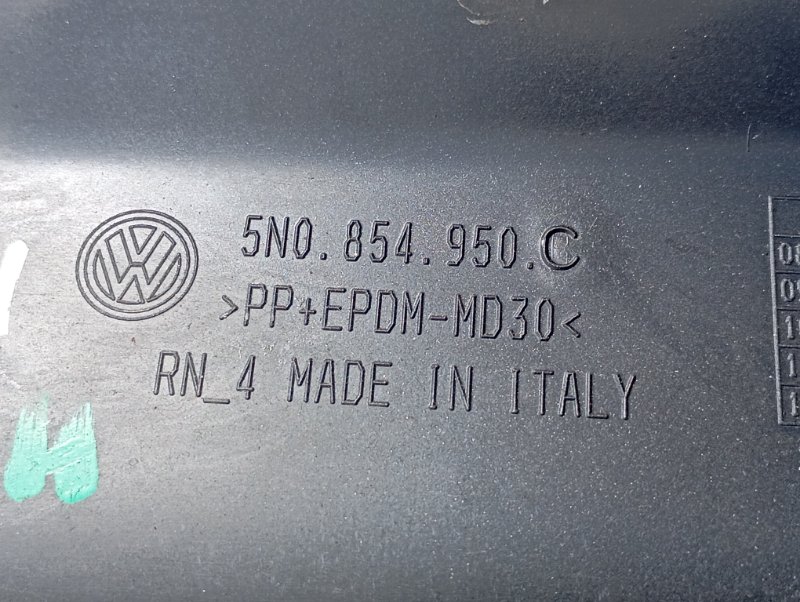 5N0.854.950.C
>PP+EPDM-MD30<
RN_4 MADE IN ITALY